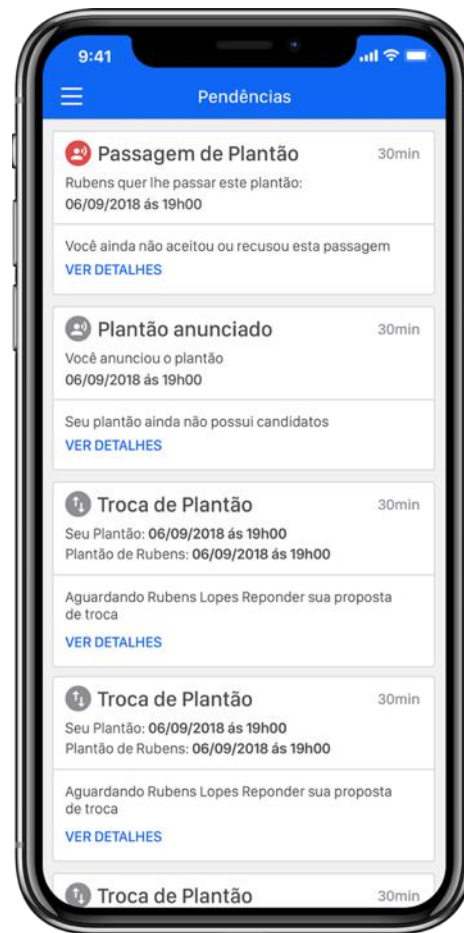 9:41
Pendências
Passagem de Plantão 30min
Rubens quer lhe passar este plantão:
06/09/2018 ás 19h00
Você ainda não aceitou ou recusou esta passagem
VER DETALHES
Plantão anunciado 30min
Você anunciou o plantão
06/09/2018 ás 19h00
Seu plantão ainda não possui candidatos
VER DETALHES
Troca de Plantão 30min
Seu Plantão: 06/09/2018 ás 19h00
Plantão de Rubens: 06/09/2018 ás 19h00
Aguardando Rubens Lopes Reponder sua proposta
de troca
VER DETALHES
Troca de Plantão 30min
Seu Plantão: 06/09/2018 ás 19h00
Plantão de Rubens: 06/09/2018 ás 19h00
Aguardando Rubens Lopes Reponder sua proposta
de troca
VER DETALHES
Troca de Plantão 30min